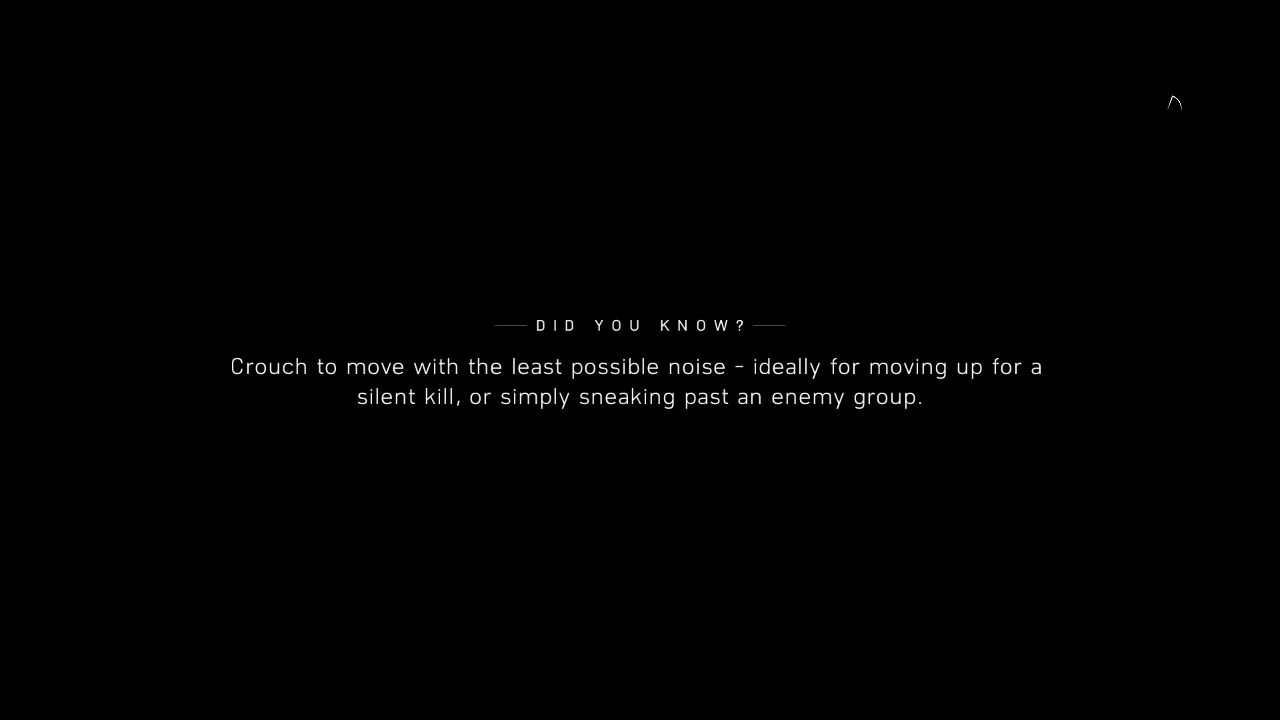 DID YOU KNOW?
Crouch to move with the least possible noise - ideally for moving up for a
silent kill, or simply sneaking past an enemy group.